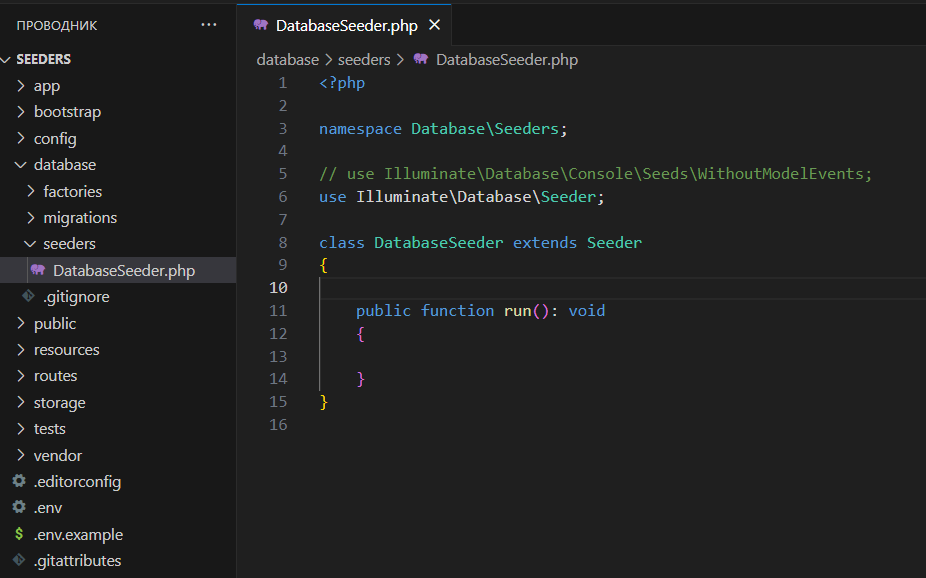 ПРОВОДНИК
SEEDERS
app
bootstrap
config
database
factories
migrations
seeders
DatabaseSeeder.php
.gitignore
public
resources
routes
storage
tests
vendor
.editorconfig
.env
$ .env.example
.gitattributes
DatabaseSeeder.php
database > seeders > DatabaseSeeder.php
1 <?php
2
3 namespace Database\Seeders;
4
5 // use Illuminate\Database\Console\Seeds\WithoutModelEvents;
6 use Illuminate\Database\Seeder;
7
8 class DatabaseSeeder extends Seeder
9 {
10
11 public function run(): void
12 {
13
14 }
15 }
16